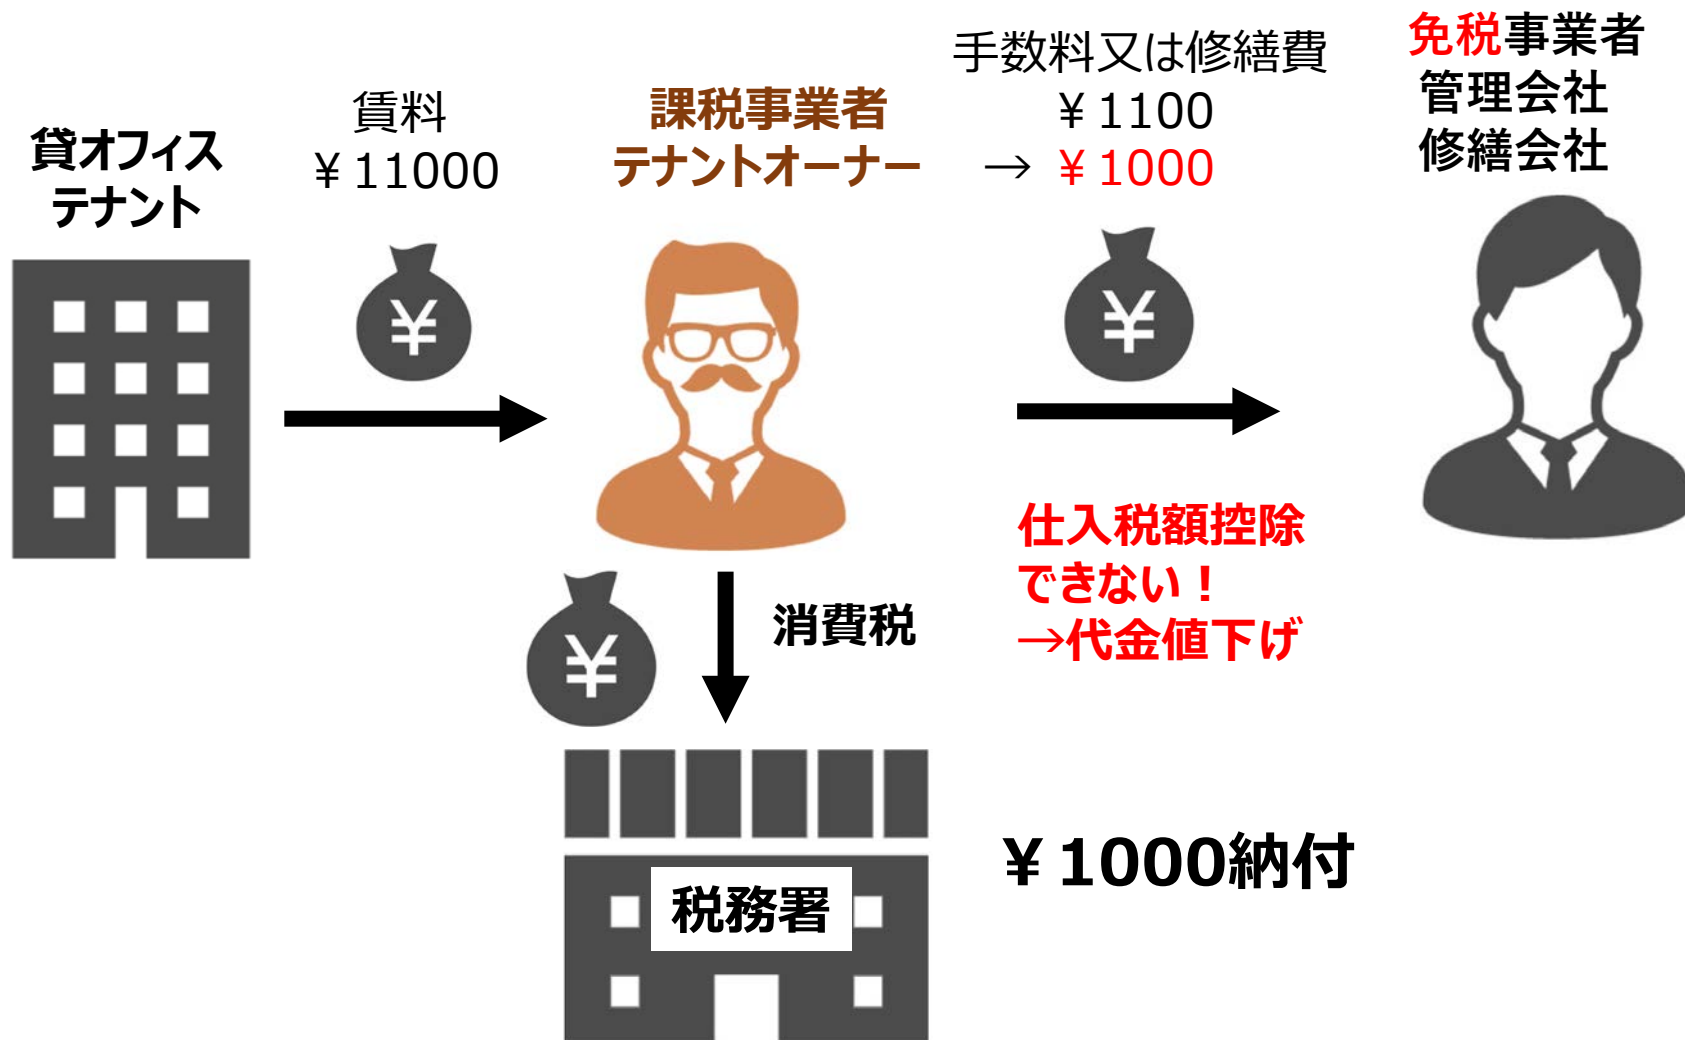 貸オフィス
テナント
賃料
￥11000
課税事業者
テナントオーナー
手数料又は修繕費
￥1100
→ ￥1000
免税事業者
管理会社
修繕会社
￥
￥
仕入税額控除
できない！
→代金値下げ
￥
消費税
税務署
￥1000納付